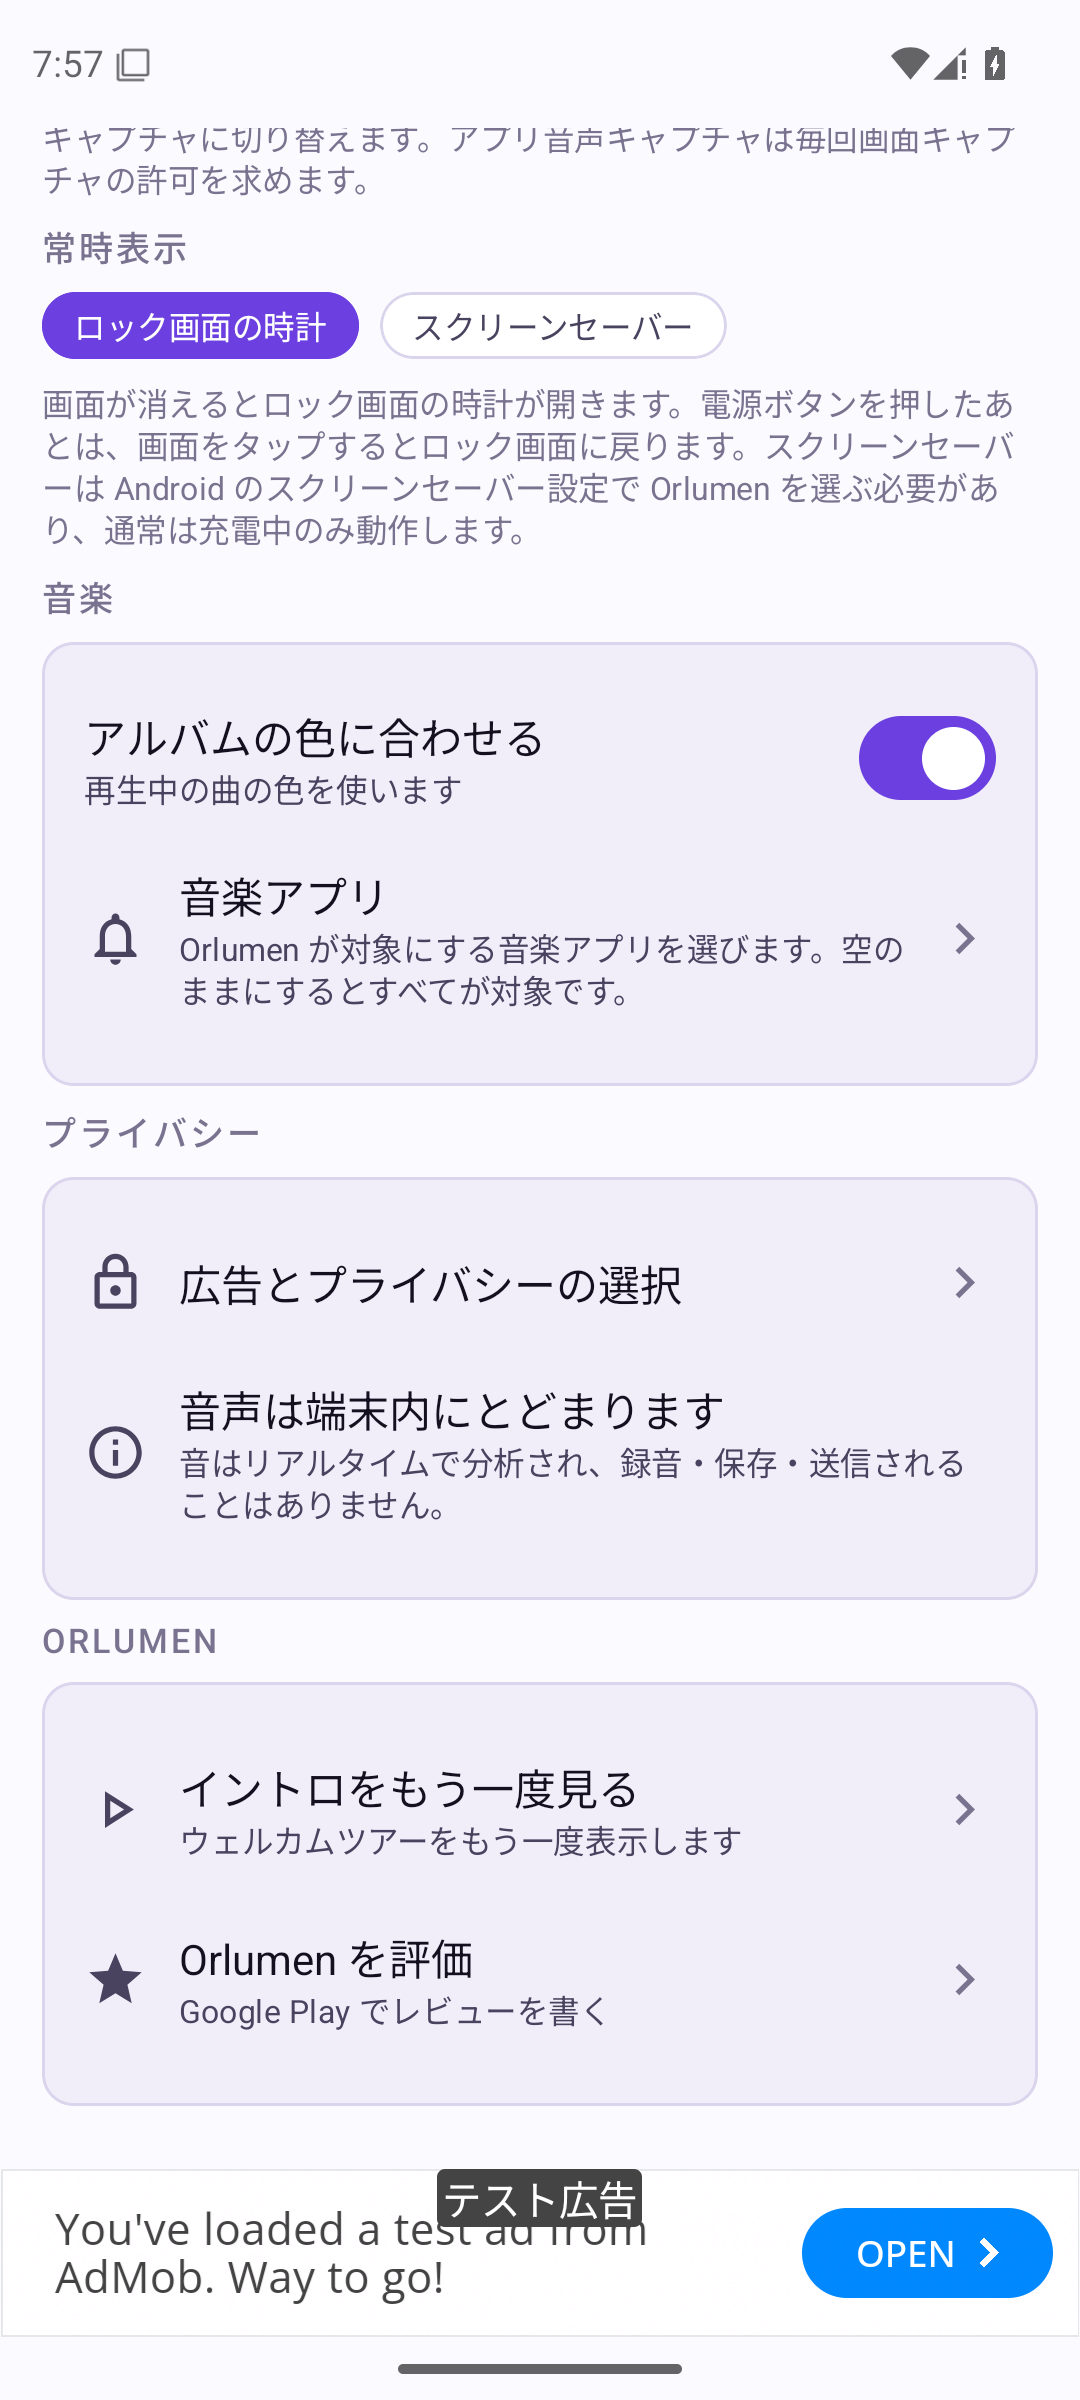 7:57
キャプチャに切り替えます。アプリ音声キャプチャは毎回画面キャプ
チャの許可を求めます。
常時表示
ロック画面の時計
スクリーンセーバー
画面が消えるとロック画面の時計が開きます。電源ボタンを押したあ
とは、画面をタップするとロック画面に戻ります。スクリーンセーバ
ーは Android のスクリーンセーバー設定で Orlumen を選ぶ必要があ
り、通常は充電中のみ動作します。
音楽
アルバムの色に合わせる
再生中の曲の色を使います
音楽アプリ
Orlumen が対象にする音楽アプリを選びます。空の
ままにするとすべてが対象です。
プライバシー
広告とプライバシーの選択
音声は端末内にとどまります
音はリアルタイムで分析され、録音・保存・送信される
ことはありません。
ORLUMEN
イントロをもう一度見る
ウェルカムツアーをもう一度表示します
Orlumen を評価
Google Play でレビューを書く
テスト広告
You've loaded a test ad from
AdMob. Way to go!
OPEN